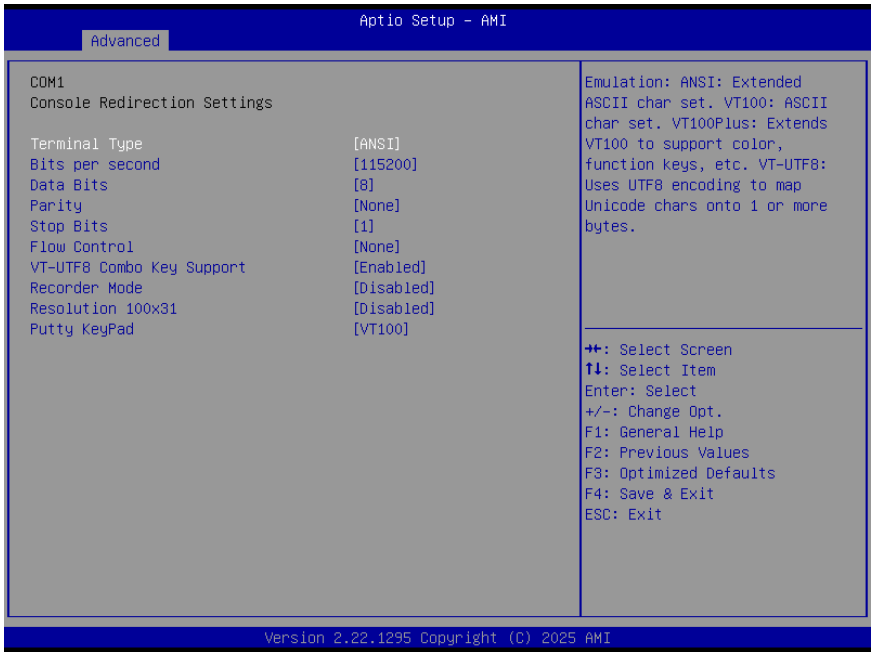 Aptio Setup - AMI
Advanced
COM1
Console Redirection Settings
Terminal Type [ANSI]
Bits per second [115200]
Data Bits [8]
Parity [None]
Stop Bits [1]
Flow Control [None]
VT-UTF8 Combo Key Support [Enabled]
Recorder Mode [Disabled]
Resolution 100x31 [Disabled]
Putty KeyPad [VT100]
Emulation: ANSI: Extended
ASCII char set. VT100: ASCII
char set. VT100Plus: Extends
VT100 to support color,
function keys, etc. VT-UTF8:
Uses UTF8 encoding to map
Unicode chars onto 1 or more
bytes.
→←: Select Screen
↑↓: Select Item
Enter: Select
+/-: Change Opt.
F1: General Help
F2: Previous Values
F3: Optimized Defaults
F4: Save & Exit
ESC: Exit
Version 2.22.1295 Copyright (C) 2025 AMI